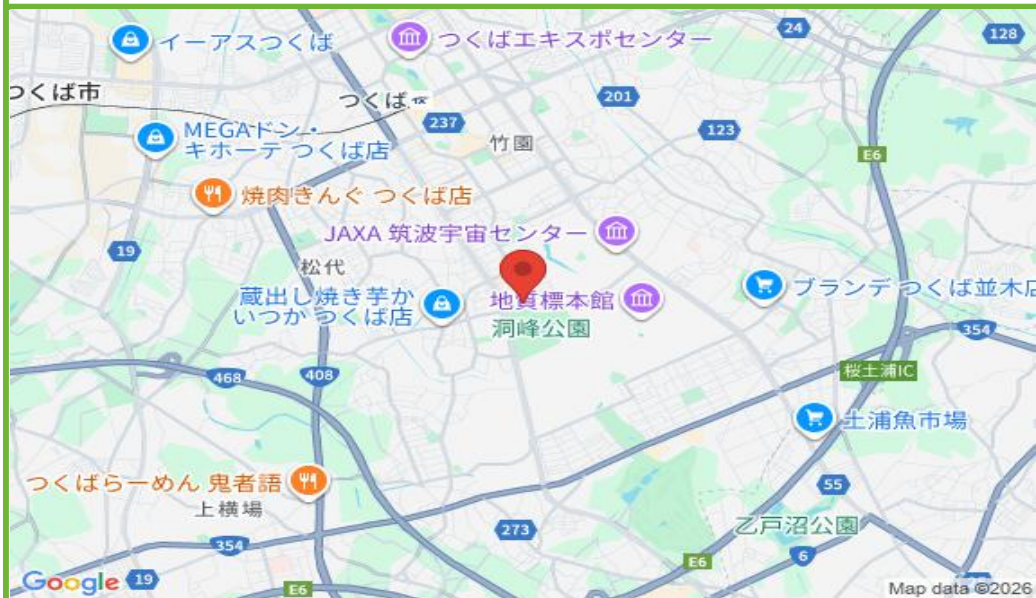 イーアスつくば
つくばエキスポセンター
24
128
つくば市
つくば
201
237
123
MEGAドン・
キホーテ つくば店
竹園
E6
焼肉きんぐ つくば店
JAXA 筑波宇宙センター
19
松代
蔵出し焼き芋か
いつか つくば店
地質標本館
洞峰公園
ブランデ つくば並木店
354
468
408
桜土浦IC
土浦魚市場
つくばらーめん 鬼者語
上横場
55
273
乙戸沼公園
354
6
E6
Google
19
E6
Map data ©2026